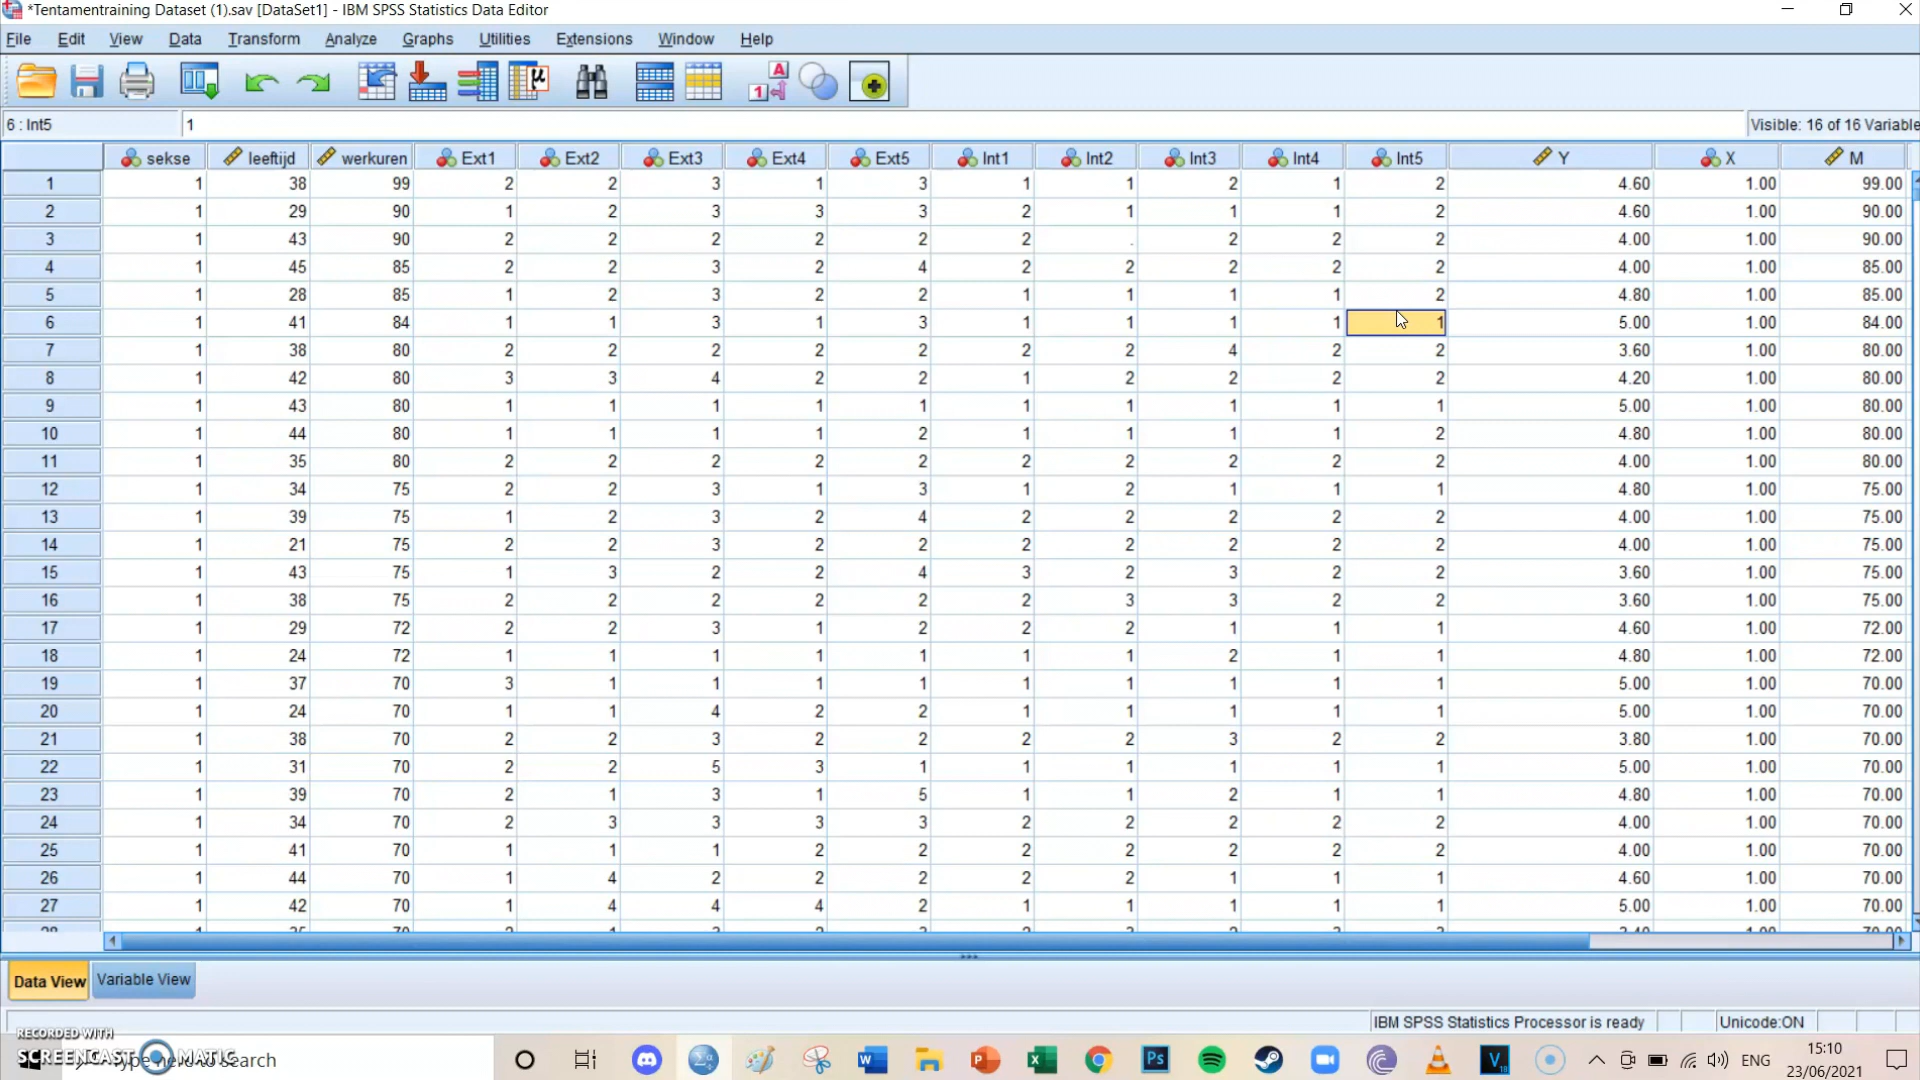 *Tentamentraining Dataset (1).sav [DataSet1] - IBM SPSS Statistics Data Editor
File Edit View Data Transform Analyze Graphs Utilities Extensions Window Help
6 : Int5 1 Visible: 16 of 16 Variable
sekse leeftijd werkuren Ext1 Ext2 Ext3 Ext4 Ext5 Int1 Int2 Int3 Int4 Int5 Y X M
1 1 38 99 2 2 3 1 3 1 1 2 1 2 4.60 1.00 99.00
2 1 29 90 1 2 3 3 3 2 1 1 1 2 4.60 1.00 90.00
3 1 43 90 2 2 2 2 2 2 . 2 2 2 4.00 1.00 90.00
4 1 45 85 2 2 3 2 4 2 2 2 2 2 4.00 1.00 85.00
5 1 28 85 1 2 3 2 2 1 1 1 1 2 4.80 1.00 85.00
6 1 41 84 1 1 3 1 3 1 1 1 1 1 5.00 1.00 84.00
7 1 38 80 2 2 2 2 2 2 2 4 2 2 3.60 1.00 80.00
8 1 42 80 3 3 4 2 2 1 2 2 2 2 4.20 1.00 80.00
9 1 43 80 1 1 1 1 1 1 1 1 1 1 5.00 1.00 80.00
10 1 44 80 1 1 1 1 2 1 1 1 1 2 4.80 1.00 80.00
11 1 35 80 2 2 2 2 2 2 2 2 2 2 4.00 1.00 80.00
12 1 34 75 2 2 3 1 3 1 2 1 1 1 4.80 1.00 75.00
13 1 39 75 1 2 3 2 4 2 2 2 2 2 4.00 1.00 75.00
14 1 21 75 2 2 3 2 2 2 2 2 2 2 4.00 1.00 75.00
15 1 43 75 1 3 2 2 4 3 2 3 2 2 3.60 1.00 75.00
16 1 38 75 2 2 2 2 2 2 3 3 2 2 3.60 1.00 75.00
17 1 29 72 2 2 3 1 2 2 2 1 1 1 4.60 1.00 72.00
18 1 24 72 1 1 1 1 1 1 1 2 1 1 4.80 1.00 72.00
19 1 37 70 3 1 1 1 1 1 1 1 1 1 5.00 1.00 70.00
20 1 24 70 1 1 4 2 2 1 1 1 1 1 5.00 1.00 70.00
21 1 38 70 2 2 3 2 2 2 2 3 2 2 3.80 1.00 70.00
22 1 31 70 2 2 5 3 1 1 1 1 1 1 5.00 1.00 70.00
23 1 39 70 2 1 3 1 5 1 1 2 1 1 4.80 1.00 70.00
24 1 34 70 2 3 3 3 3 2 2 2 2 2 4.00 1.00 70.00
25 1 41 70 1 1 1 2 2 2 2 2 2 2 4.00 1.00 70.00
26 1 44 70 1 4 2 2 2 2 2 1 1 1 4.60 1.00 70.00
27 1 42 70 1 4 4 4 2 1 1 1 1 1 5.00 1.00 70.00
Data View Variable View
IBM SPSS Statistics Processor is ready Unicode:ON
RECORDED WITH
SCREENCAST MATIC
Type here to search
ENG 15:10
23/06/2021